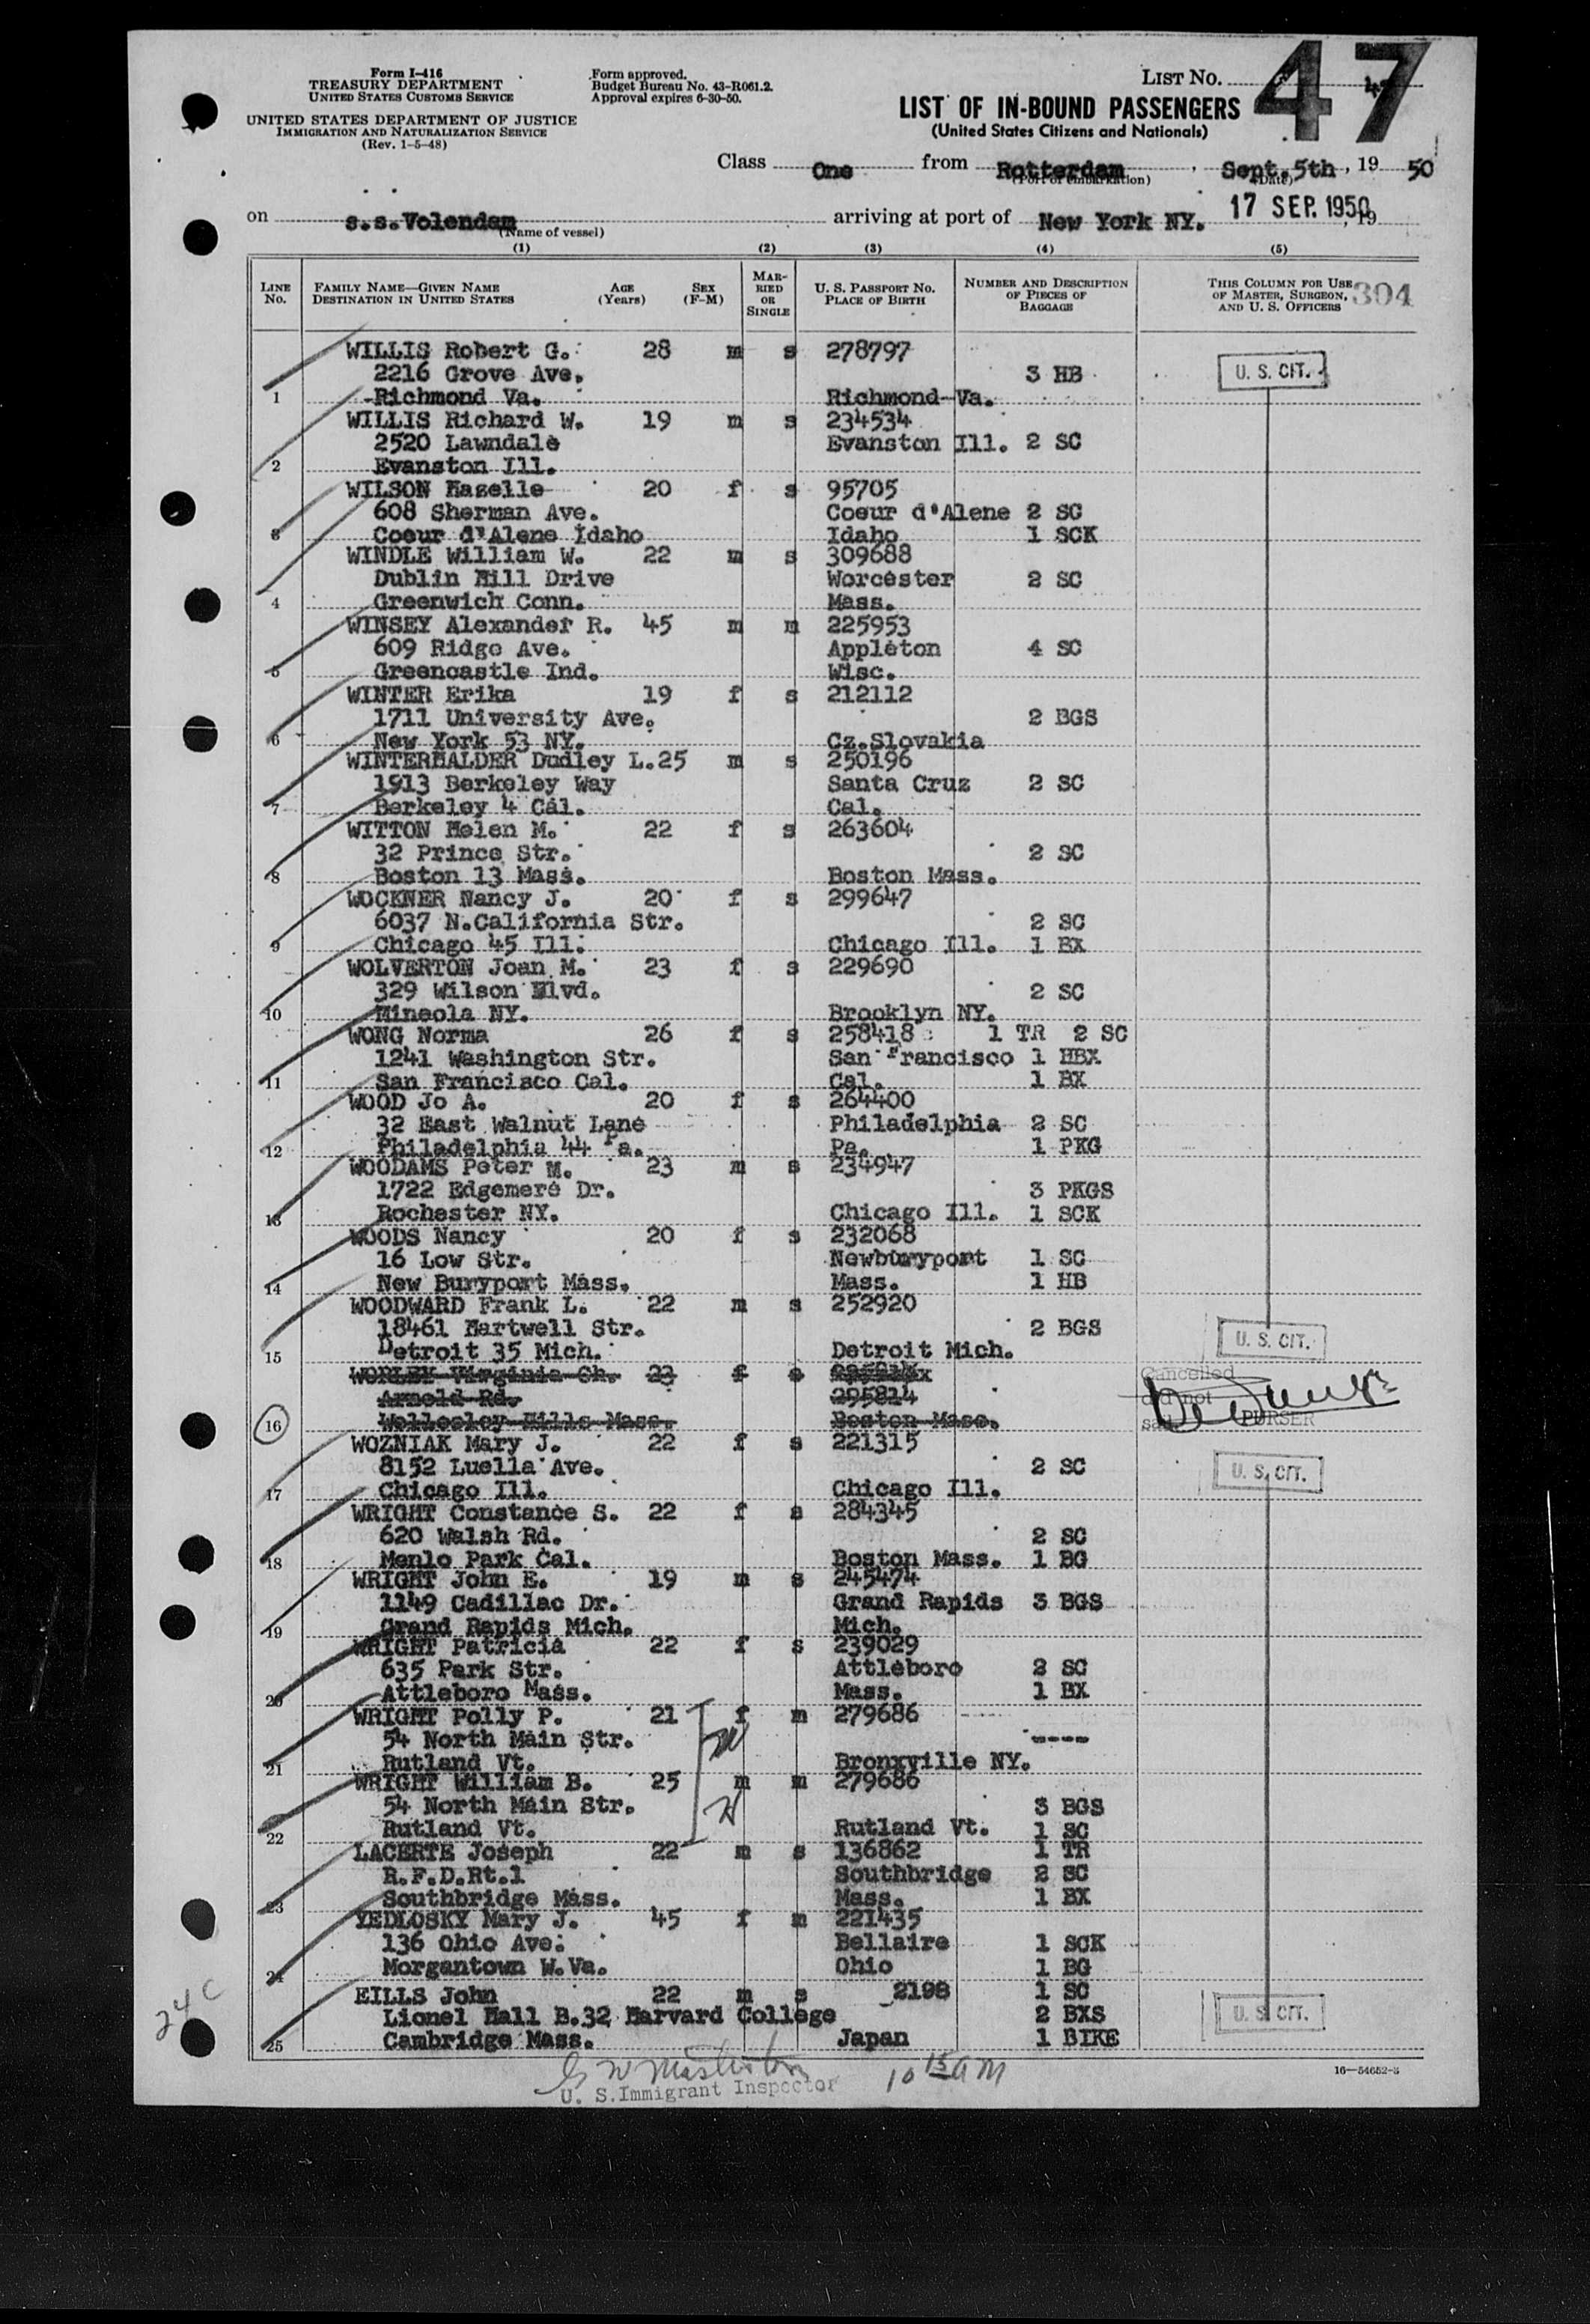 Form I-416
TREASURY DEPARTMENT
UNITED STATES CUSTOMS SERVICE
UNITED STATES DEPARTMENT OF JUSTICE
IMMIGRATION AND NATURALIZATION SERVICE
(Rev. 1-5-48)
Form approved.
Budget Bureau No. 43-R061.2.
Approval expires 6-30-50.
LIST NO.
47
LIST OF IN-BOUND PASSENGERS
(United States Citizens and Nationals)
Class One from Rotterdam, Sept.5th, 19 50
(Port of embarkation) (Date)
on s.s.Volendam arriving at port of New York NY. 17 SEP. 1950, 19
(Name of vessel)
(1) (2) (3) (4) (5)
LINE NO.
FAMILY NAME—GIVEN NAME
DESTINATION IN UNITED STATES
AGE (Years)
SEX (F-M)
MARRIED OR SINGLE
U. S. PASSPORT NO.
PLACE OF BIRTH
NUMBER AND DESCRIPTION OF PIECES OF BAGGAGE
THIS COLUMN FOR USE OF MASTER, SURGEON, AND U. S. OFFICERS
304
WILLIS Robert G. 28 m s 278797
2216 Grove Ave. 3 HB U. S. CIT.
1 Richmond Va. Richmond Va.
WILLIS Richard W. 19 m s 234534
2520 Lawndale Evanston Ill. 2 SC
2 Evanston Ill.
WILSON Hazelle 20 f s 95705
608 Sherman Ave. Coeur d'Alene 2 SC
3 Coeur d'Alene Idaho Idaho 1 SCK
WINDLE William W. 22 m s 309688
Dublin Hill Drive Worcester 2 SC
4 Greenwich Conn. Mass.
WINSEY Alexander R. 45 m m 225953
609 Ridge Ave. Appleton 4 SC
5 Greencastle Ind. Wisc.
WINTER Erika 19 f s 212112
1711 University Ave. 2 BGS
6 New York 53 NY. Cz.Slovakia
WINTERHALDER Dudley L. 25 m s 250196
1913 Berkeley Way Santa Cruz 2 SC
7 Berkeley 4 Cal. Cal.
WITTON Helen M. 22 f s 263604
32 Prince Str. 2 SC
8 Boston 13 Mass. Boston Mass.
WOCKNER Nancy J. 20 f s 299647
6037 N.California Str. 2 SC
9 Chicago 45 Ill. Chicago Ill. 1 BX
WOLVERTON Joan M. 23 f s 229690
329 Wilson Blvd. 2 SC
10 Mineola NY. Brooklyn NY.
WONG Norma 26 f s 258418 1 TR 2 SC
1241 Washington Str. San Francisco 1 HBX
11 San Francisco Cal. Cal. 1 BX
WOOD Jo A. 20 f s 264400
32 East Walnut Lane Philadelphia 2 SC
12 Philadelphia 44 Pa. Pa. 1 PKG
WOODAMS Peter M. 23 m s 234947
1722 Edgemere Dr. 3 PKGS
13 Rochester NY. Chicago Ill. 1 SCK
WOODS Nancy 20 f s 232068
16 Low Str. Newburyport 1 SC
14 New Buryport Mass. Mass. 1 HB
WOODWARD Frank L. 22 m s 252920
18461 Hartwell Str. 2 BGS U. S. CIT.
15 Detroit 35 Mich. Detroit Mich.
WORLEY Virginia Ch. 23 f s Cancelled
Arnold Rd. 295814 did not
16 Wellesley Hills Mass. Boston Mass. PURSER
WOZNIAK Mary J. 22 f s 221315
8152 Luella Ave. 2 SC U. S. CIT.
17 Chicago Ill. Chicago Ill.
WRIGHT Constance S. 22 f s 284345
620 Walsh Rd. 2 SC
18 Menlo Park Cal. Boston Mass. 1 BG
WRIGHT John E. 19 m s 245474
1149 Cadillac Dr. Grand Rapids 3 BGS
19 Grand Rapids Mich. Mich.
WRIGHT Patricia 22 f s 239029
635 Park Str. Attleboro 2 SC
20 Attleboro Mass. Mass. 1 BX
WRIGHT Polly P. 21 f m 279686
54 North Main Str. ----
21 Rutland Vt. Bronxville NY.
WRIGHT William B. 25 m m 279686
54 North Main Str. 3 BGS
22 Rutland Vt. Rutland Vt. 1 SC
LACERTE Joseph 22 m s 136862 1 TR
R.F.D.Rt.1 Southbridge 2 SC
23 Southbridge Mass. Mass. 1 BX
YEDLOSKY Mary J. 45 f m 221435
136 Ohio Ave. Bellaire 1 SCK
24 Morgantown W.Va. Ohio 1 BG
EILLS John 22 m s 2198 1 SC
Lionel Hall B.32 Harvard College 2 BXS U. S. CIT.
25 Cambridge Mass. Japan 1 BIKE
24 C
U. S. Immigrant Inspector 10 15 AM
16—54652-3